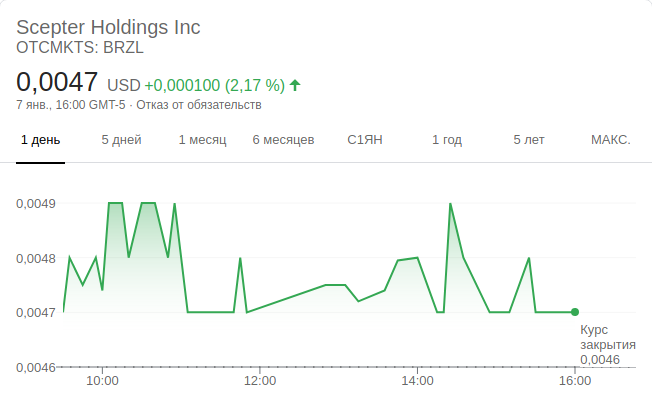 Scepter Holdings Inc
OTCMKTS: BRZL
0,0047 USD +0,000100 (2,17 %)
7 янв., 16:00 GMT-5 · Отказ от обязательств
1 день 5 дней 1 месяц 6 месяцев С1ЯН 1 год 5 лет МАКС.
0,0049
0,0048
0,0047
Курс
закрытия
0,0046
0,0046
10:00 12:00 14:00 16:00